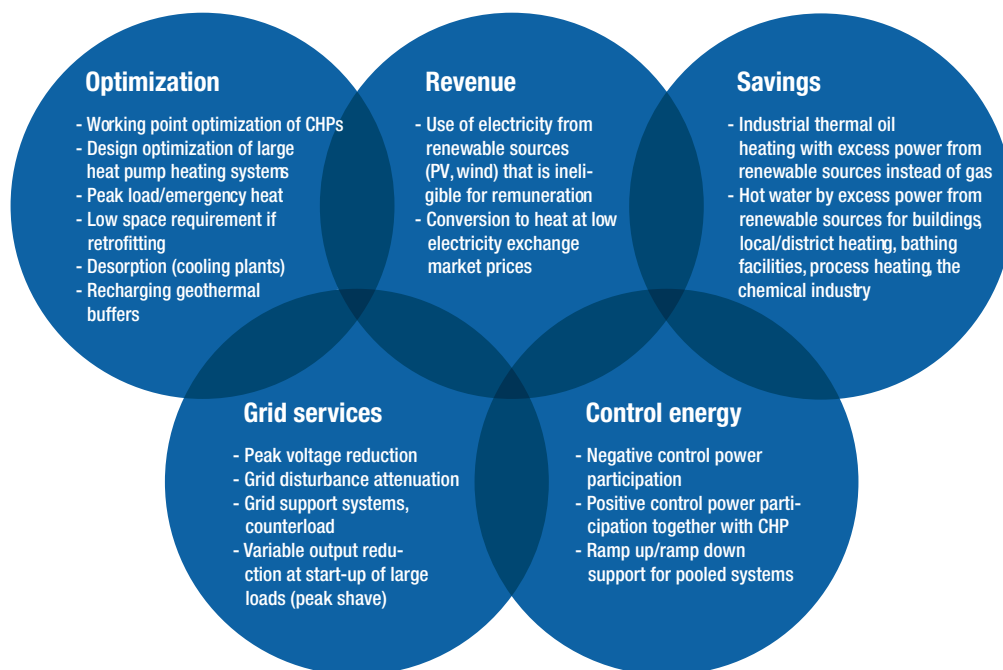 Optimization
- Working point optimization of CHPs
- Design optimization of large
heat pump heating systems
- Peak load/emergency heat
- Low space requirement if
retrofitting
- Desorption (cooling plants)
- Recharging geothermal
buffers
Revenue
- Use of electricity from
renewable sources
(PV, wind) that is ineli-
gible for remuneration
- Conversion to heat at low
electricity exchange
market prices
Savings
- Industrial thermal oil
heating with excess power from
renewable sources instead of gas
- Hot water by excess power from
renewable sources for buildings,
local/district heating, bathing
facilities, process heating, the
chemical industry
Grid services
- Peak voltage reduction
- Grid disturbance attenuation
- Grid support systems,
counterload
- Variable output redu-
ction at start-up of large
loads (peak shave)
Control energy
- Negative control power
participation
- Positive control power parti-
cipation together with CHP
- Ramp up/ramp down
support for pooled systems